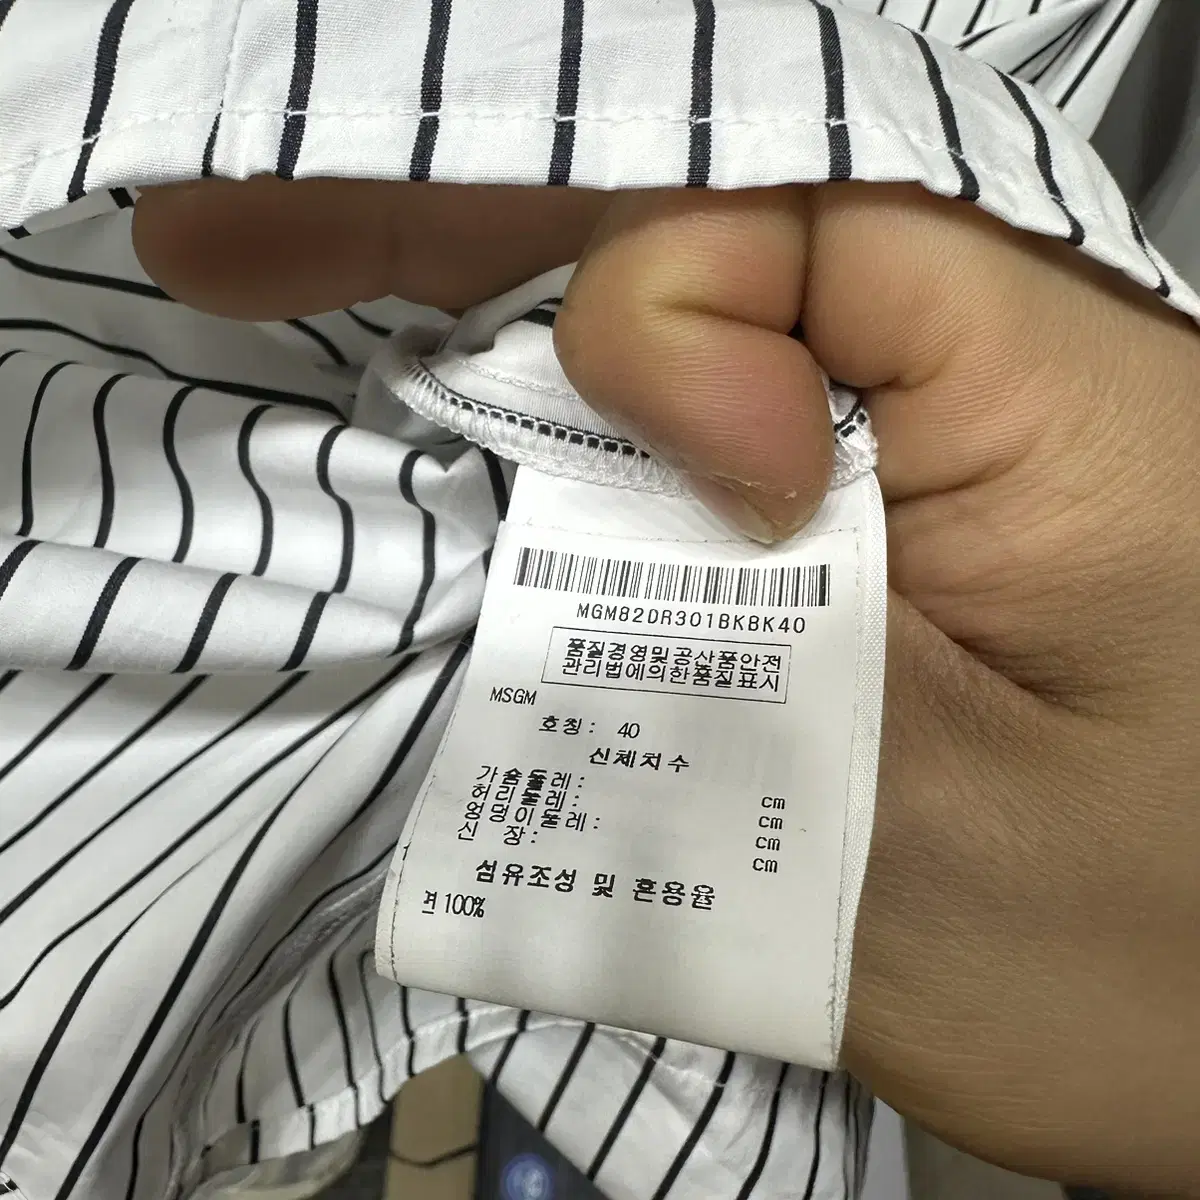 MGM82DR301BKBK40
품질경영및공산품안전
관리법에의한품질표시
MSGM
호칭: 40
신체치수
가슴둘레: cm
허리둘레: cm
엉덩이둘레: cm
신 장: cm
섬유조성 및 혼용율
면 100%